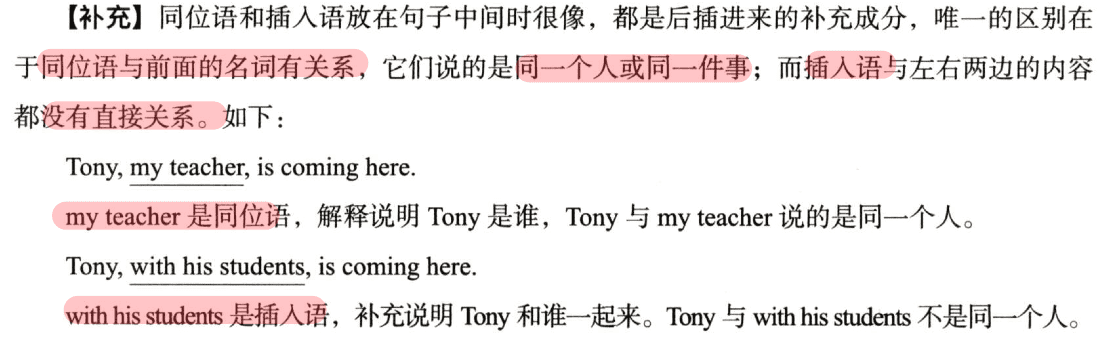 【补充】同位语和插入语放在句子中间时很像，都是后插进来的补充成分，唯一的区别在
于同位语与前面的名词有关系，它们说的是同一个人或同一件事；而插入语与左右两边的内容
都没有直接关系。如下：
Tony, my teacher, is coming here.
my teacher 是同位语，解释说明 Tony 是谁，Tony 与 my teacher 说的是同一个人。
Tony, with his students, is coming here.
with his students 是插入语，补充说明 Tony 和谁一起来。Tony 与 with his students 不是同一个人。